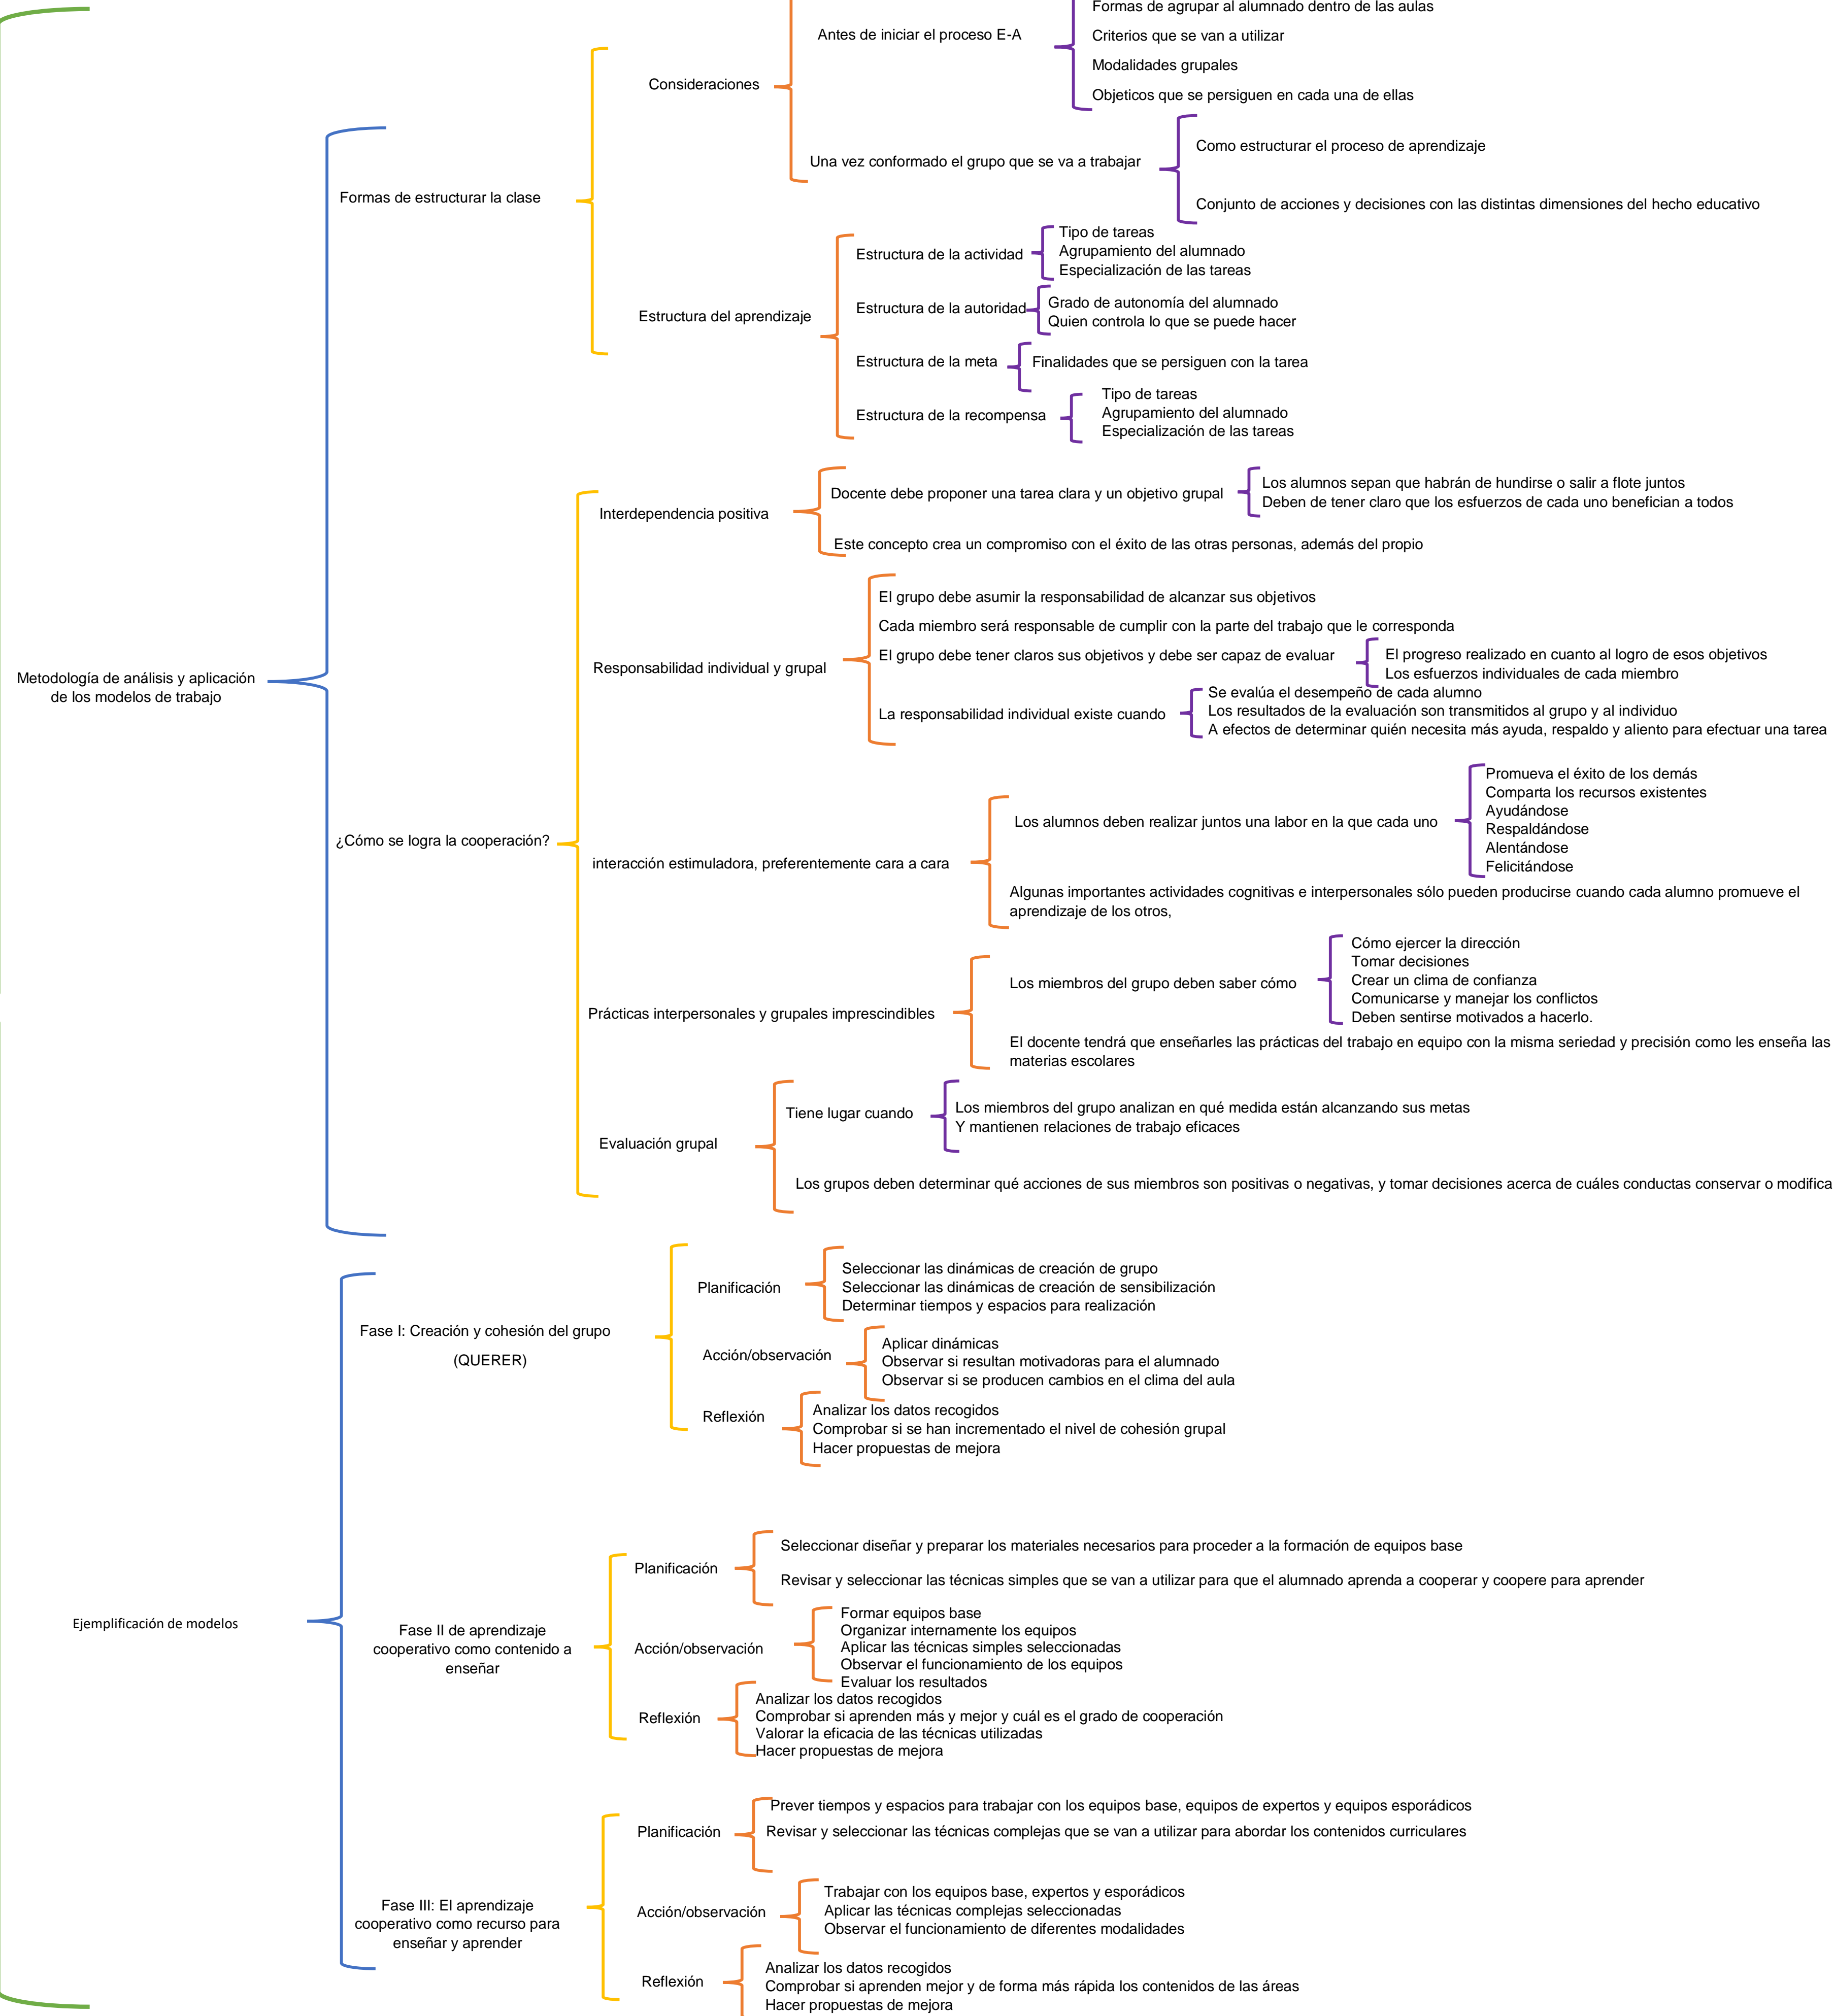 Formas de agrupar al alumnado dentro de las aulas
Antes de iniciar el proceso E-A
Criterios que se van a utilizar
Modalidades grupales
Consideraciones
Objeticos que se persiguen en cada una de ellas
Una vez conformado el grupo que se va a trabajar
Como estructurar el proceso de aprendizaje
Formas de estructurar la clase
Conjunto de acciones y decisiones con las distintas dimensiones del hecho educativo
Estructura del aprendizaje
Estructura de la actividad
Tipo de tareas
Agrupamiento del alumnado
Especialización de las tareas
Estructura de la autoridad
Grado de autonomía del alumnado
Quien controla lo que se puede hacer
Estructura de la meta
Finalidades que se persiguen con la tarea
Estructura de la recompensa
Tipo de tareas
Agrupamiento del alumnado
Especialización de las tareas
Metodología de análisis y aplicación
de los modelos de trabajo
¿Cómo se logra la cooperación?
Interdependencia positiva
Docente debe proponer una tarea clara y un objetivo grupal
Los alumnos sepan que habrán de hundirse o salir a flote juntos
Deben de tener claro que los esfuerzos de cada uno benefician a todos
Este concepto crea un compromiso con el éxito de las otras personas, además del propio
Responsabilidad individual y grupal
El grupo debe asumir la responsabilidad de alcanzar sus objetivos
Cada miembro será responsable de cumplir con la parte del trabajo que le corresponda
El grupo debe tener claros sus objetivos y debe ser capaz de evaluar
El progreso realizado en cuanto al logro de esos objetivos
Los esfuerzos individuales de cada miembro
La responsabilidad individual existe cuando
Se evalúa el desempeño de cada alumno
Los resultados de la evaluación son transmitidos al grupo y al individuo
A efectos de determinar quién necesita más ayuda, respaldo y aliento para efectuar una tarea
interacción estimuladora, preferentemente cara a cara
Los alumnos deben realizar juntos una labor en la que cada uno
Promueva el éxito de los demás
Comparta los recursos existentes
Ayudándose
Respaldándose
Alentándose
Felicitándose
Algunas importantes actividades cognitivas e interpersonales sólo pueden producirse cuando cada alumno promueve el
aprendizaje de los otros,
Prácticas interpersonales y grupales imprescindibles
Los miembros del grupo deben saber cómo
Cómo ejercer la dirección
Tomar decisiones
Crear un clima de confianza
Comunicarse y manejar los conflictos
Deben sentirse motivados a hacerlo.
El docente tendrá que enseñarles las prácticas del trabajo en equipo con la misma seriedad y precisión como les enseña las
materias escolares
Evaluación grupal
Tiene lugar cuando
Los miembros del grupo analizan en qué medida están alcanzando sus metas
Y mantienen relaciones de trabajo eficaces
Los grupos deben determinar qué acciones de sus miembros son positivas o negativas, y tomar decisiones acerca de cuáles conductas conservar o modifica
Ejemplificación de modelos
Fase I: Creación y cohesión del grupo
(QUERER)
Planificación
Seleccionar las dinámicas de creación de grupo
Seleccionar las dinámicas de creación de sensibilización
Determinar tiempos y espacios para realización
Acción/observación
Aplicar dinámicas
Observar si resultan motivadoras para el alumnado
Observar si se producen cambios en el clima del aula
Reflexión
Analizar los datos recogidos
Comprobar si se han incrementado el nivel de cohesión grupal
Hacer propuestas de mejora
Fase II de aprendizaje
cooperativo como contenido a
enseñar
Planificación
Seleccionar diseñar y preparar los materiales necesarios para proceder a la formación de equipos base
Revisar y seleccionar las técnicas simples que se van a utilizar para que el alumnado aprenda a cooperar y coopere para aprender
Acción/observación
Formar equipos base
Organizar internamente los equipos
Aplicar las técnicas simples seleccionadas
Observar el funcionamiento de los equipos
Evaluar los resultados
Reflexión
Analizar los datos recogidos
Comprobar si aprenden más y mejor y cuál es el grado de cooperación
Valorar la eficacia de las técnicas utilizadas
Hacer propuestas de mejora
Fase III: El aprendizaje
cooperativo como recurso para
enseñar y aprender
Planificación
Prever tiempos y espacios para trabajar con los equipos base, equipos de expertos y equipos esporádicos
Revisar y seleccionar las técnicas complejas que se van a utilizar para abordar los contenidos curriculares
Acción/observación
Trabajar con los equipos base, expertos y esporádicos
Aplicar las técnicas complejas seleccionadas
Observar el funcionamiento de diferentes modalidades
Reflexión
Analizar los datos recogidos
Comprobar si aprenden mejor y de forma más rápida los contenidos de las áreas
Hacer propuestas de mejora